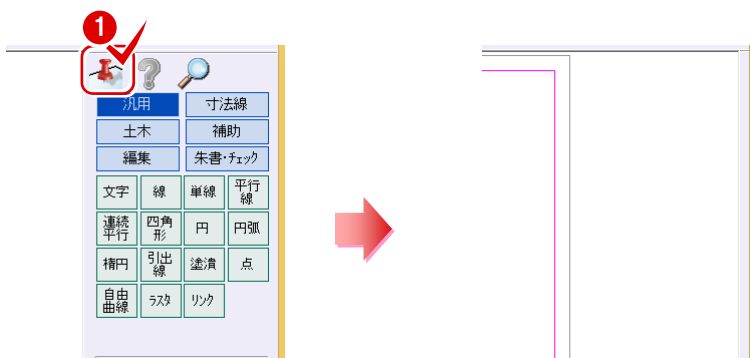 1
汎用 寸法線
土木 補助
編集 朱書・ﾁｪｯｸ
文字 線 単線 平行線
連続平行 四角形 円 円弧
楕円 引出線 塗潰 点
自由曲線 ﾗｽﾀ ﾘﾝｸ